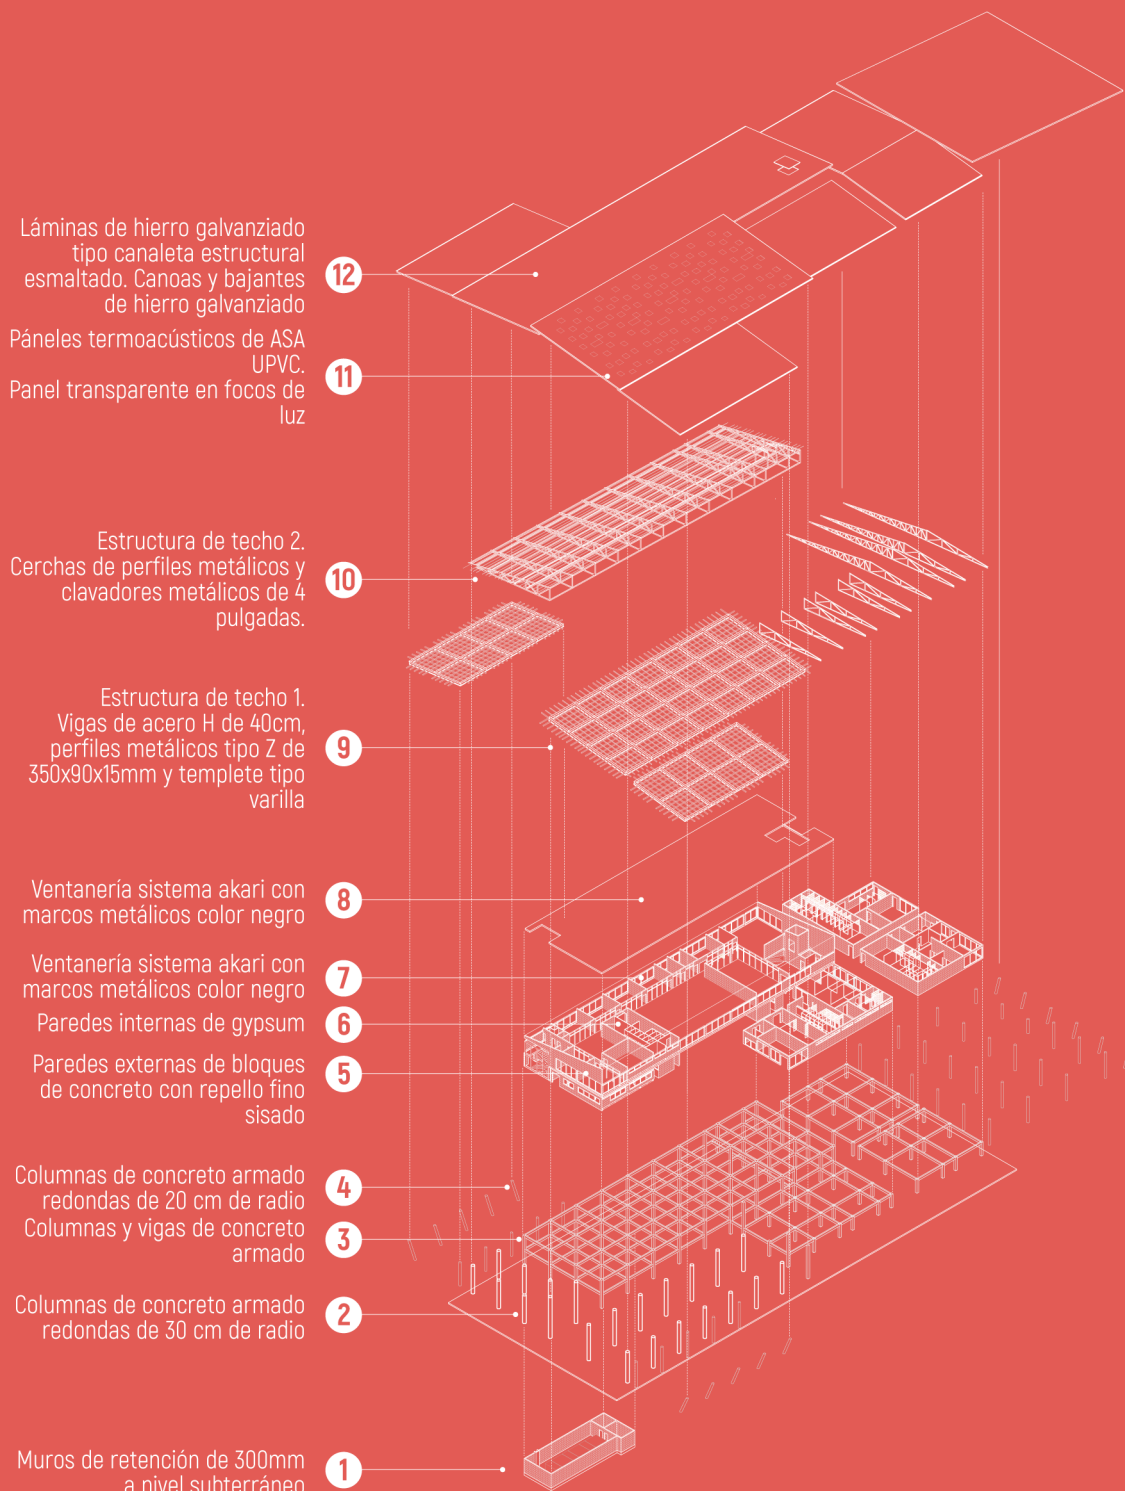 Láminas de hierro galvanziado
tipo canaleta estructural
esmaltado. Canoas y bajantes
de hierro galvanziado
12
Páneles termoacústicos de ASA
UPVC.
Panel transparente en focos de
luz
11
Estructura de techo 2.
Cerchas de perfiles metálicos y
clavadores metálicos de 4
pulgadas.
10
Estructura de techo 1.
Vigas de acero H de 40cm,
perfiles metálicos tipo Z de
350x90x15mm y templete tipo
varilla
9
Ventanería sistema akari con
marcos metálicos color negro
8
Ventanería sistema akari con
marcos metálicos color negro
7
Paredes internas de gypsum
6
Paredes externas de bloques
de concreto con repello fino
sisado
5
Columnas de concreto armado
redondas de 20 cm de radio
4
Columnas y vigas de concreto
armado
3
Columnas de concreto armado
redondas de 30 cm de radio
2
Muros de retención de 300mm
a nivel subterráneo
1